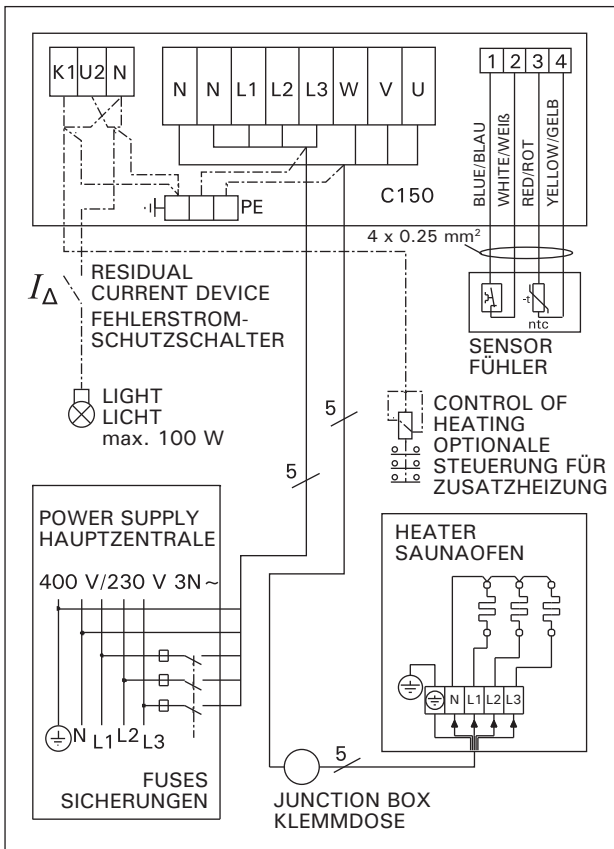 K1 U2 N
N N L1 L2 L3 W V U
1 2 3 4
BLUE/BLAU
WHITE/WEIß
RED/ROT
YELLOW/GELB
PE
C150
4 x 0.25 mm²
-t
ntc
SENSOR
FÜHLER
IΔ
RESIDUAL
CURRENT DEVICE
FEHLERSTROM-
SCHUTZSCHALTER
LIGHT
LICHT
max. 100 W
5
5
CONTROL OF
HEATING
OPTIONALE
STEUERUNG FÜR
ZUSATZHEIZUNG
POWER SUPPLY
HAUPTZENTRALE
400 V/230 V 3N ~
N L1 L2 L3
FUSES
SICHERUNGEN
HEATER
SAUNAOFEN
N L1 L2 L3
5
JUNCTION BOX
KLEMMDOSE